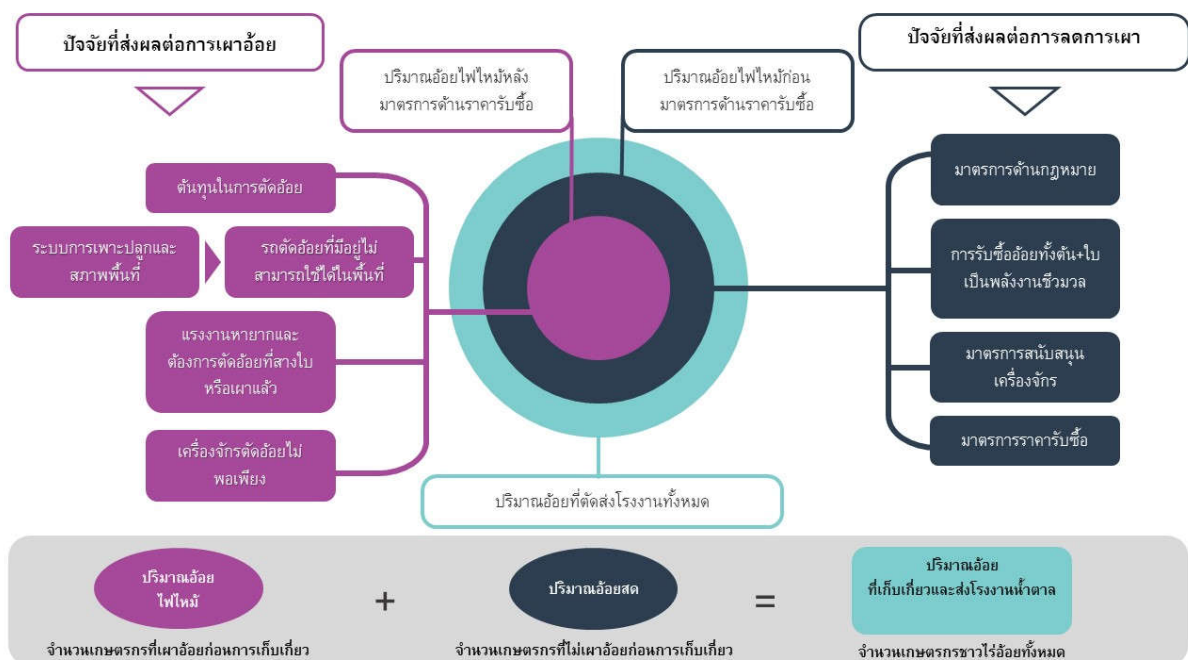 ปัจจัยที่ส่งผลต่อการเผาอ้อย
ปริมาณอ้อยไฟไหม้หลัง
มาตรการด้านราคารับซื้อ
ปริมาณอ้อยไฟไหม้ก่อน
มาตรการด้านราคารับซื้อ
ปัจจัยที่ส่งผลต่อการลดการเผา
ต้นทุนในการตัดอ้อย
ระบบการเพาะปลูกและ
สภาพพื้นที่
รถตัดอ้อยที่มีอยู่ไม่
สามารถใช้ได้ในพื้นที่
แรงงานหายากและ
ต้องการตัดอ้อยที่สางใบ
หรือเผาแล้ว
เครื่องจักรตัดอ้อยไม่
พอเพียง
มาตรการด้านกฎหมาย
การรับซื้ออ้อยทั้งต้น+ใบ
เป็นพลังงานชีวมวล
มาตรการสนับสนุน
เครื่องจักร
มาตรการราคารับซื้อ
ปริมาณอ้อยที่ตัดส่งโรงงานทั้งหมด
ปริมาณอ้อย
ไฟไหม้
+
ปริมาณอ้อยสด
=
ปริมาณอ้อย
ที่เก็บเกี่ยวและส่งโรงงานน้ำตาล
จำนวนเกษตรกรที่เผาอ้อยก่อนการเก็บเกี่ยว
จำนวนเกษตรกรที่ไม่เผาอ้อยก่อนการเก็บเกี่ยว
จำนวนเกษตรกรชาวไร่อ้อยทั้งหมด